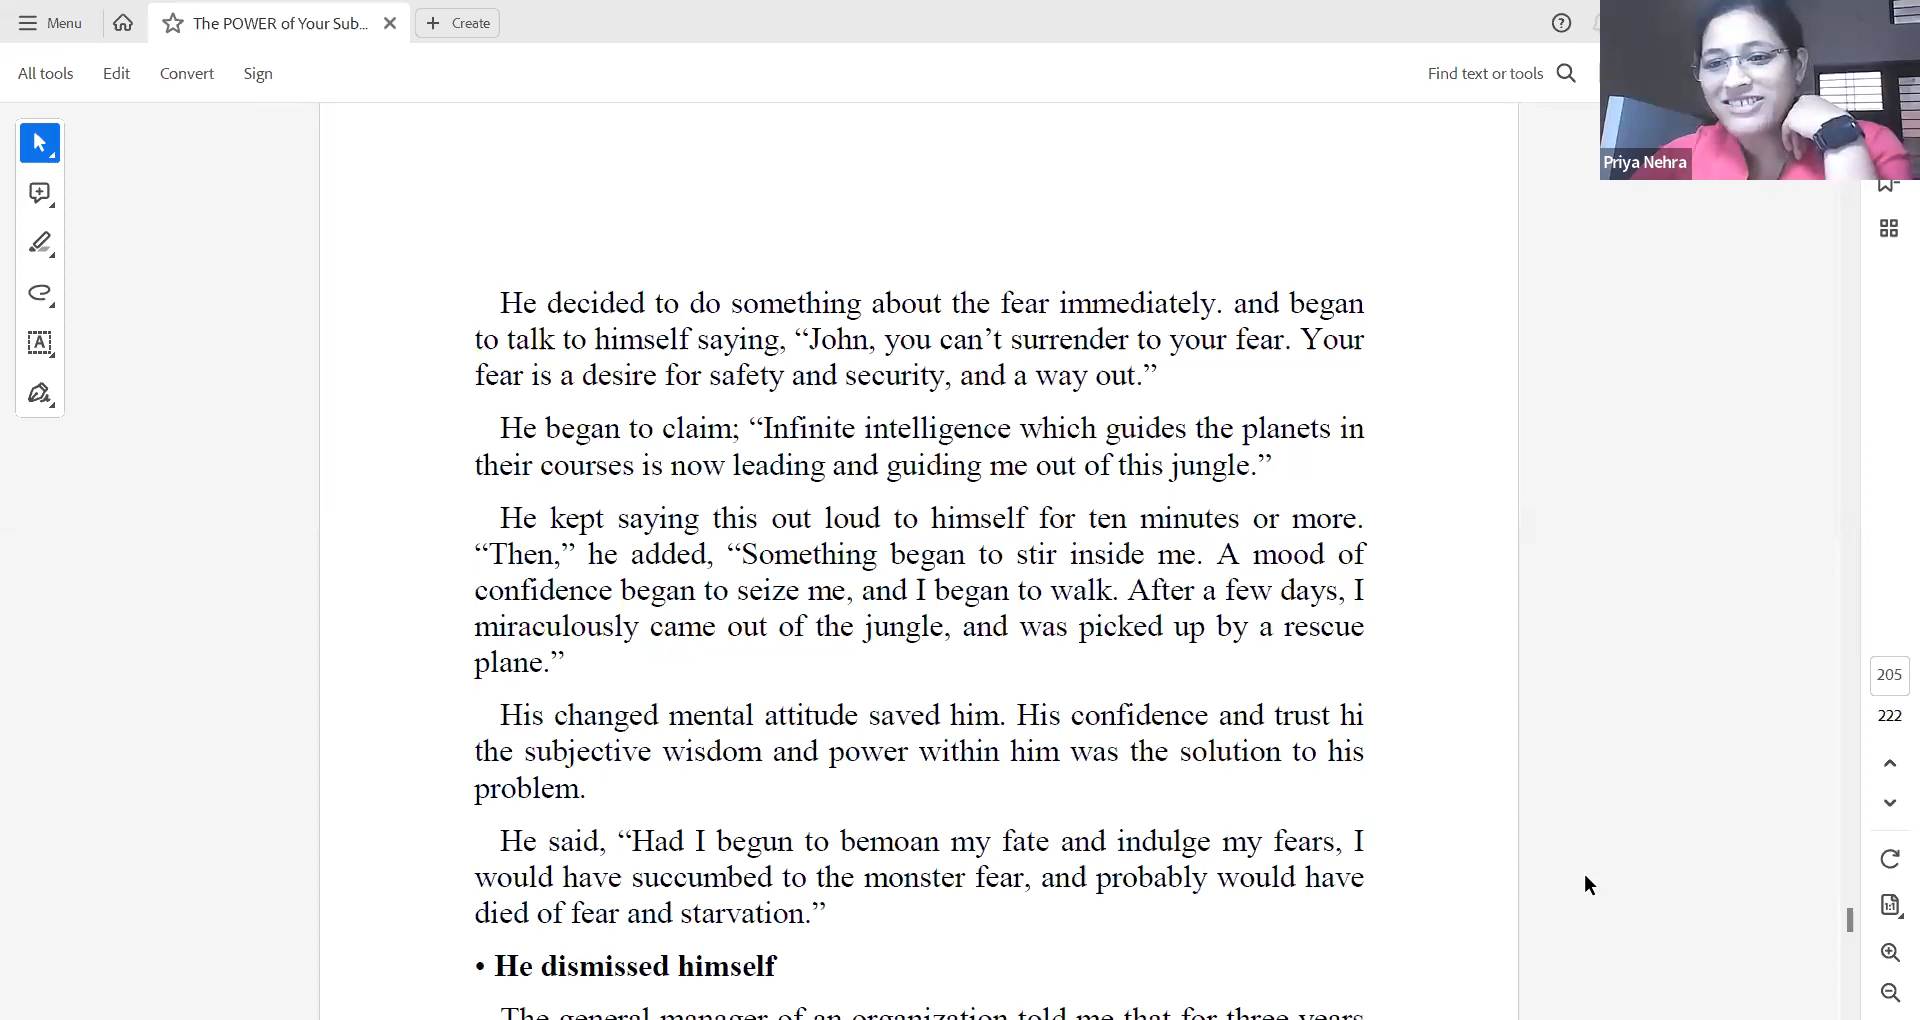 Menu
The POWER of Your Sub...
Create
All tools
Edit
Convert
Sign
Find text or tools
Priya Nehra
He decided to do something about the fear immediately. and began
to talk to himself saying, “John, you can’t surrender to your fear. Your
fear is a desire for safety and security, and a way out.”
He began to claim; “Infinite intelligence which guides the planets in
their courses is now leading and guiding me out of this jungle.”
He kept saying this out loud to himself for ten minutes or more.
“Then,” he added, “Something began to stir inside me. A mood of
confidence began to seize me, and I began to walk. After a few days, I
miraculously came out of the jungle, and was picked up by a rescue
plane.”
His changed mental attitude saved him. His confidence and trust hi
the subjective wisdom and power within him was the solution to his
problem.
He said, “Had I begun to bemoan my fate and indulge my fears, I
would have succumbed to the monster fear, and probably would have
died of fear and starvation.”
• He dismissed himself
The general manager of an organization told me that for three years
205
222